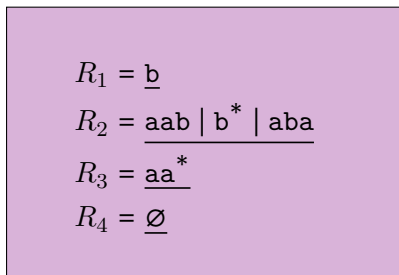 R₁ = b
R₂ = aab | b* | aba
R₃ = aa*
R₄ = ∅